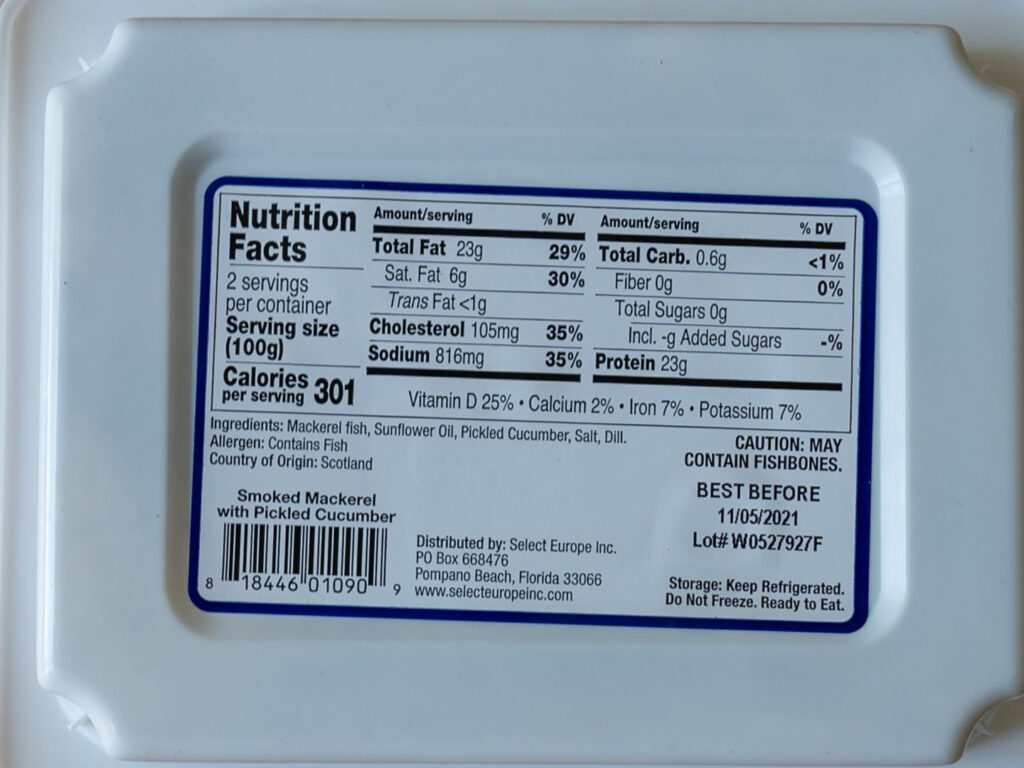 Nutrition
Facts
2 servings
per container
Serving size
(100g)
Calories
per serving 301
Amount/serving % DV
Total Fat 23g 29%
Sat. Fat 6g 30%
Trans Fat <1g
Cholesterol 105mg 35%
Sodium 816mg 35%
Amount/serving % DV
Total Carb. 0.6g <1%
Fiber 0g 0%
Total Sugars 0g
Incl. -g Added Sugars -%
Protein 23g
Vitamin D 25% • Calcium 2% • Iron 7% • Potassium 7%
Ingredients: Mackerel fish, Sunflower Oil, Pickled Cucumber, Salt, Dill.
Allergen: Contains Fish
Country of Origin: Scotland
CAUTION: MAY
CONTAIN FISHBONES.
BEST BEFORE
11/05/2021
Lot# W0527927F
Smoked Mackerel
with Pickled Cucumber
8 18446 01090 9
Distributed by: Select Europe Inc.
PO Box 668476
Pompano Beach, Florida 33066
www.selecteuropeinc.com
Storage: Keep Refrigerated.
Do Not Freeze. Ready to Eat.